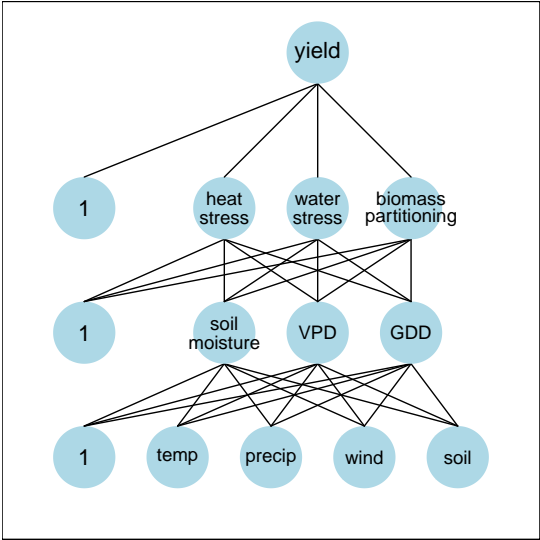 yield
1
heat
stress
water
stress
biomass
partitioning
1
soil
moisture
VPD
GDD
1
temp
precip
wind
soil